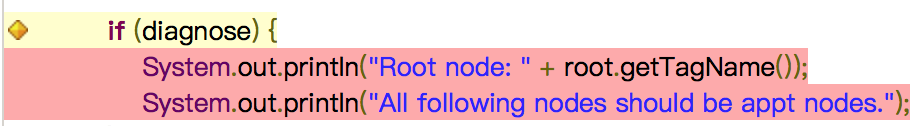 if (diagnose) {
System.out.println("Root node: " + root.getTagName());
System.out.println("All following nodes should be appt nodes.");